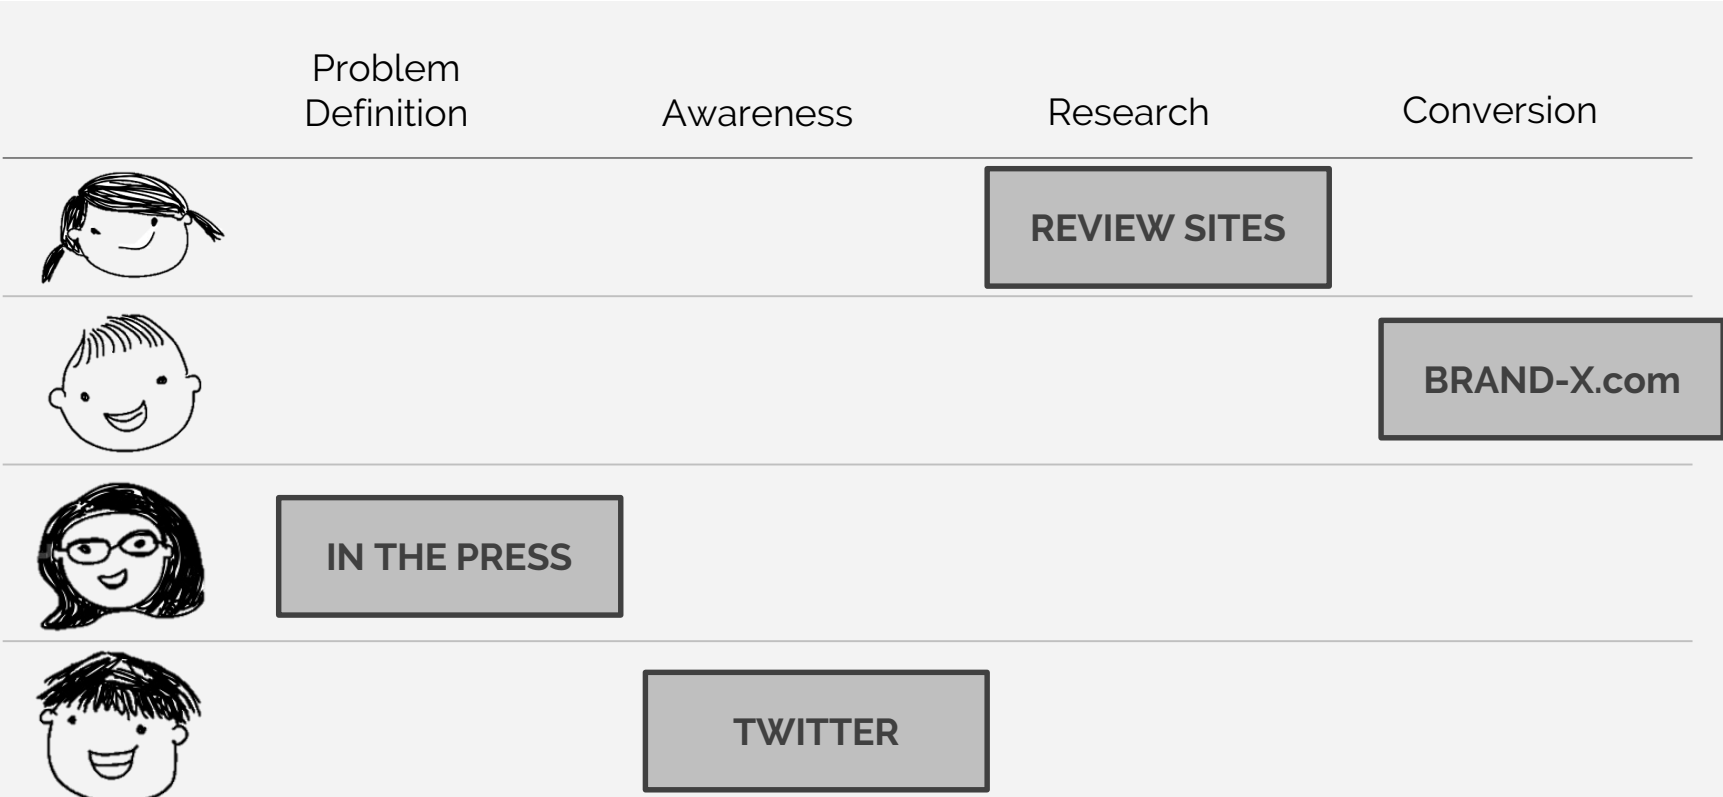 Problem
Definition
Awareness
Research
Conversion
REVIEW SITES
BRAND-X.com
IN THE PRESS
TWITTER